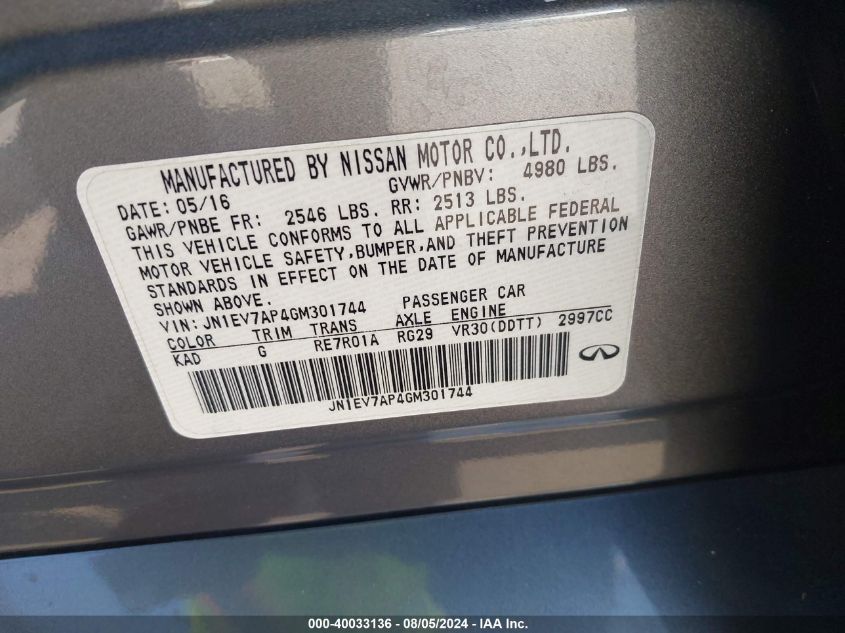 MANUFACTURED BY NISSAN MOTOR CO.,LTD.
DATE: 05/16 GVWR/PNBV: 4980 LBS.
GAWR/PNBE FR: 2546 LBS. RR: 2513 LBS.
THIS VEHICLE CONFORMS TO ALL APPLICABLE FEDERAL
MOTOR VEHICLE SAFETY,BUMPER,AND THEFT PREVENTION
STANDARDS IN EFFECT ON THE DATE OF MANUFACTURE
SHOWN ABOVE.
VIN: JN1EV7AP4GM301744 PASSENGER CAR
COLOR TRIM TRANS AXLE ENGINE
KAD G RE7R01A RG29 VR30(DDTT) 2997CC
JN1EV7AP4GM301744
000-40033136 - 08/05/2024 - IAA Inc.